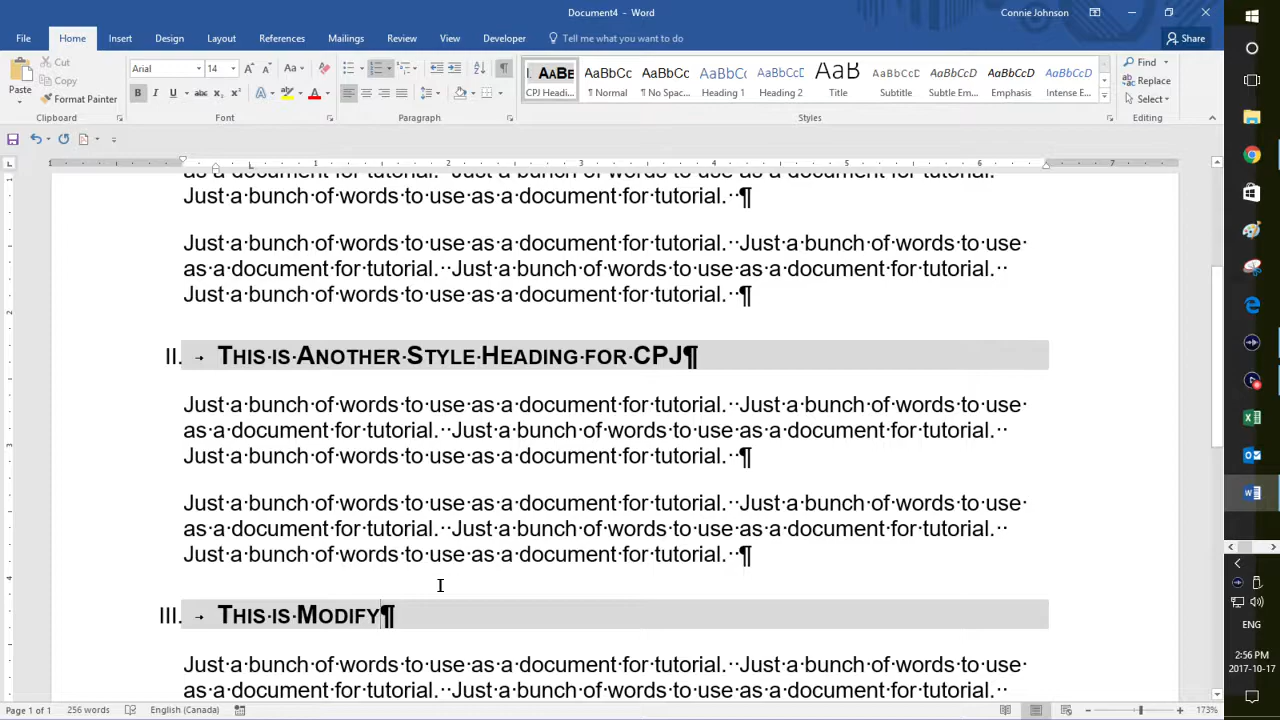 Document4 - Word
Connie Johnson
File Home Insert Design Layout References Mailings Review View Developer Tell me what you want to do Share
Paste
Cut
Copy
Format Painter
Clipboard
Arial 14
Font
Paragraph
I. AABE CPJ Headi...
AaBbCc ¶ Normal
AaBbCc ¶ No Spac...
AaBbCc Heading 1
AaBbCcD Heading 2
AaB Title
AaBbCcD Subtitle
AaBbCcD Subtle Em...
AaBbCcD Emphasis
AaBbCcD Intense E...
Styles
Find
Replace
Select
Editing
1 1 2 3 4 5 6 7
as·a·document·for·tutorial.··Just·a·bunch·of·words·to·use·as·a·document·for·tutorial.··
Just·a·bunch·of·words·to·use·as·a·document·for·tutorial.··¶
Just·a·bunch·of·words·to·use·as·a·document·for·tutorial.··Just·a·bunch·of·words·to·use·
as·a·document·for·tutorial.··Just·a·bunch·of·words·to·use·as·a·document·for·tutorial.··
Just·a·bunch·of·words·to·use·as·a·document·for·tutorial.··¶
II. → THIS·IS·ANOTHER·STYLE·HEADING·FOR·CPJ¶
Just·a·bunch·of·words·to·use·as·a·document·for·tutorial.··Just·a·bunch·of·words·to·use·
as·a·document·for·tutorial.··Just·a·bunch·of·words·to·use·as·a·document·for·tutorial.··
Just·a·bunch·of·words·to·use·as·a·document·for·tutorial.··¶
Just·a·bunch·of·words·to·use·as·a·document·for·tutorial.··Just·a·bunch·of·words·to·use·
as·a·document·for·tutorial.··Just·a·bunch·of·words·to·use·as·a·document·for·tutorial.··
Just·a·bunch·of·words·to·use·as·a·document·for·tutorial.··¶
III. → THIS·IS·MODIFY¶
Just·a·bunch·of·words·to·use·as·a·document·for·tutorial.··Just·a·bunch·of·words·to·use·
as·a·document·for·tutorial.··Just·a·bunch·of·words·to·use·as·a·document·for·tutorial.··
Page 1 of 1 256 words English (Canada) 173%
ENG
2:56 PM
2017-10-17